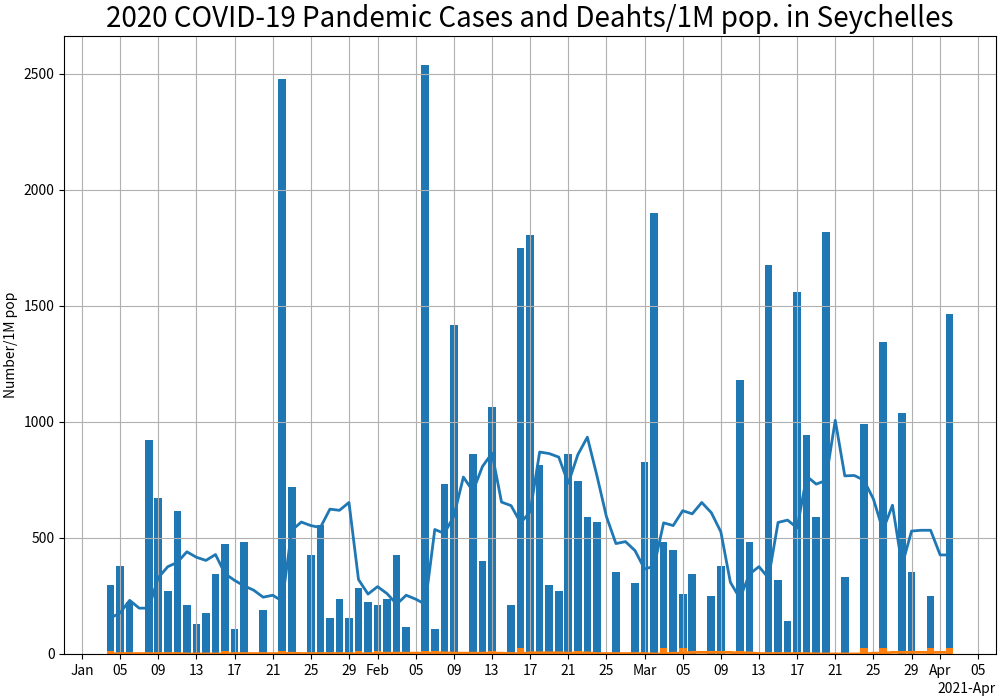 2020 COVID-19 Pandemic Cases and Deahts/1M pop. in Seychelles
Number/1M pop
2500
2000
1500
1000
500
0
Jan 05 09 13 17 21 25 29 Feb 05 09 13 17 21 25 Mar 05 09 13 17 21 25 29 Apr 05
2021-Apr